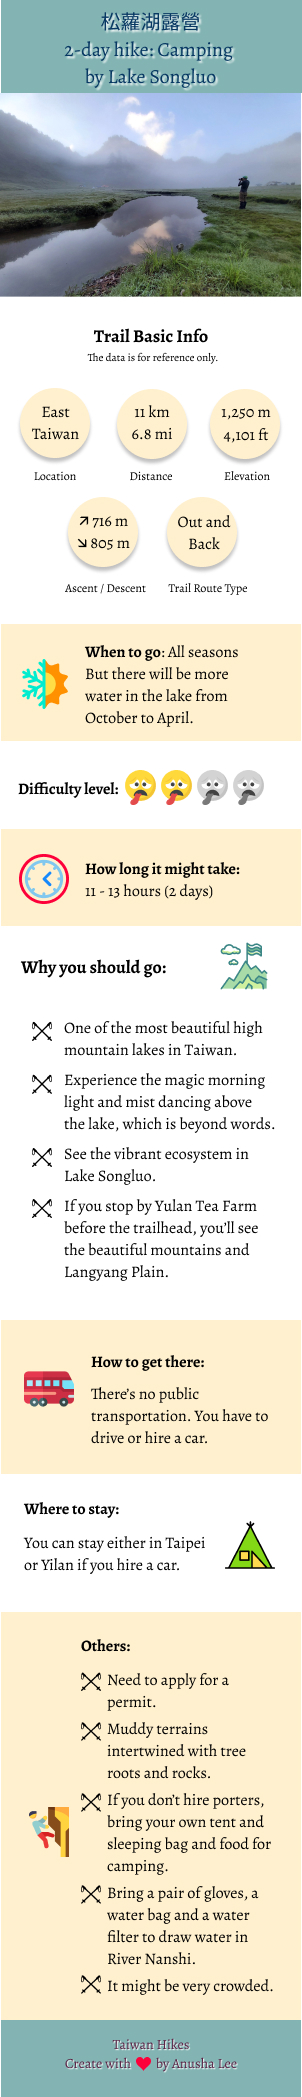 松蘿湖露營
2-day hike: Camping
by Lake Songluo
Trail Basic Info
The data is for reference only.
East
Taiwan
Location
11 km
6.8 mi
Distance
1,250 m
4,101 ft
Elevation
↗ 716 m
↘ 805 m
Ascent / Descent
Out and
Back
Trail Route Type
When to go: All seasons
But there will be more
water in the lake from
October to April.
Difficulty level:
How long it might take:
11 - 13 hours (2 days)
Why you should go:
One of the most beautiful high
mountain lakes in Taiwan.
Experience the magic morning
light and mist dancing above
the lake, which is beyond words.
See the vibrant ecosystem in
Lake Songluo.
If you stop by Yulan Tea Farm
before the trailhead, you'll see
the beautiful mountains and
Langyang Plain.
How to get there:
There's no public
transportation. You have to
drive or hire a car.
Where to stay:
You can stay either in Taipei
or Yilan if you hire a car.
Others:
Need to apply for a
permit.
Muddy terrains
intertwined with tree
roots and rocks.
If you don't hire porters,
bring your own tent and
sleeping bag and food for
camping.
Bring a pair of gloves, a
water bag and a water
filter to draw water in
River Nanshi.
It might be very crowded.
Taiwan Hikes
Create with ❤ by Anusha Lee